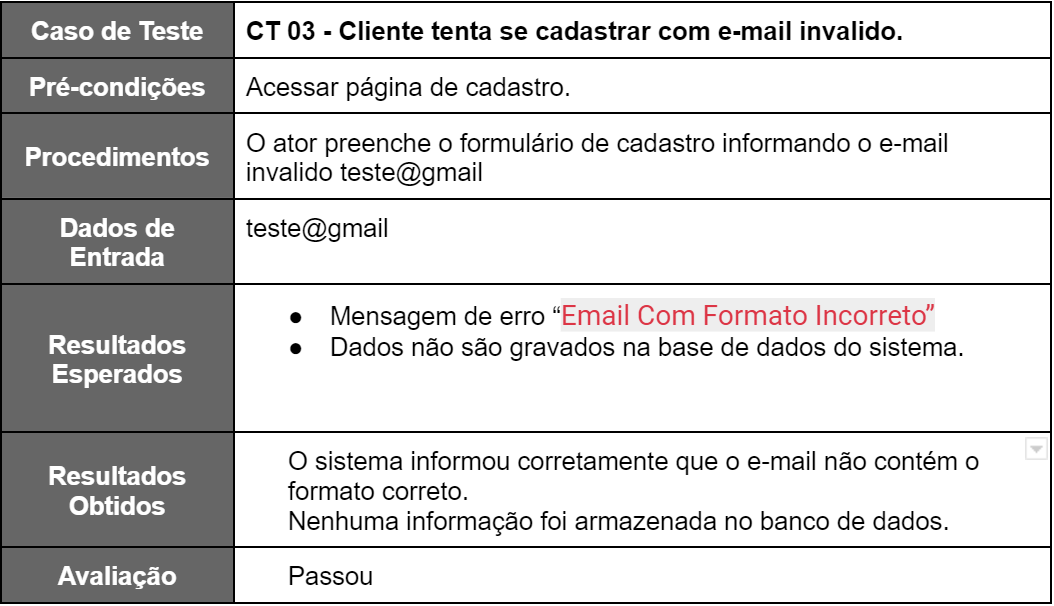 Caso de Teste
CT 03 - Cliente tenta se cadastrar com e-mail invalido.
Pré-condições
Acessar página de cadastro.
Procedimentos
O ator preenche o formulário de cadastro informando o e-mail
invalido teste@gmail
Dados de
Entrada
teste@gmail
Resultados
Esperados
● Mensagem de erro “Email Com Formato Incorreto”
● Dados não são gravados na base de dados do sistema.
Resultados
Obtidos
O sistema informou corretamente que o e-mail não contém o
formato correto.
Nenhuma informação foi armazenada no banco de dados.
Avaliação
Passou